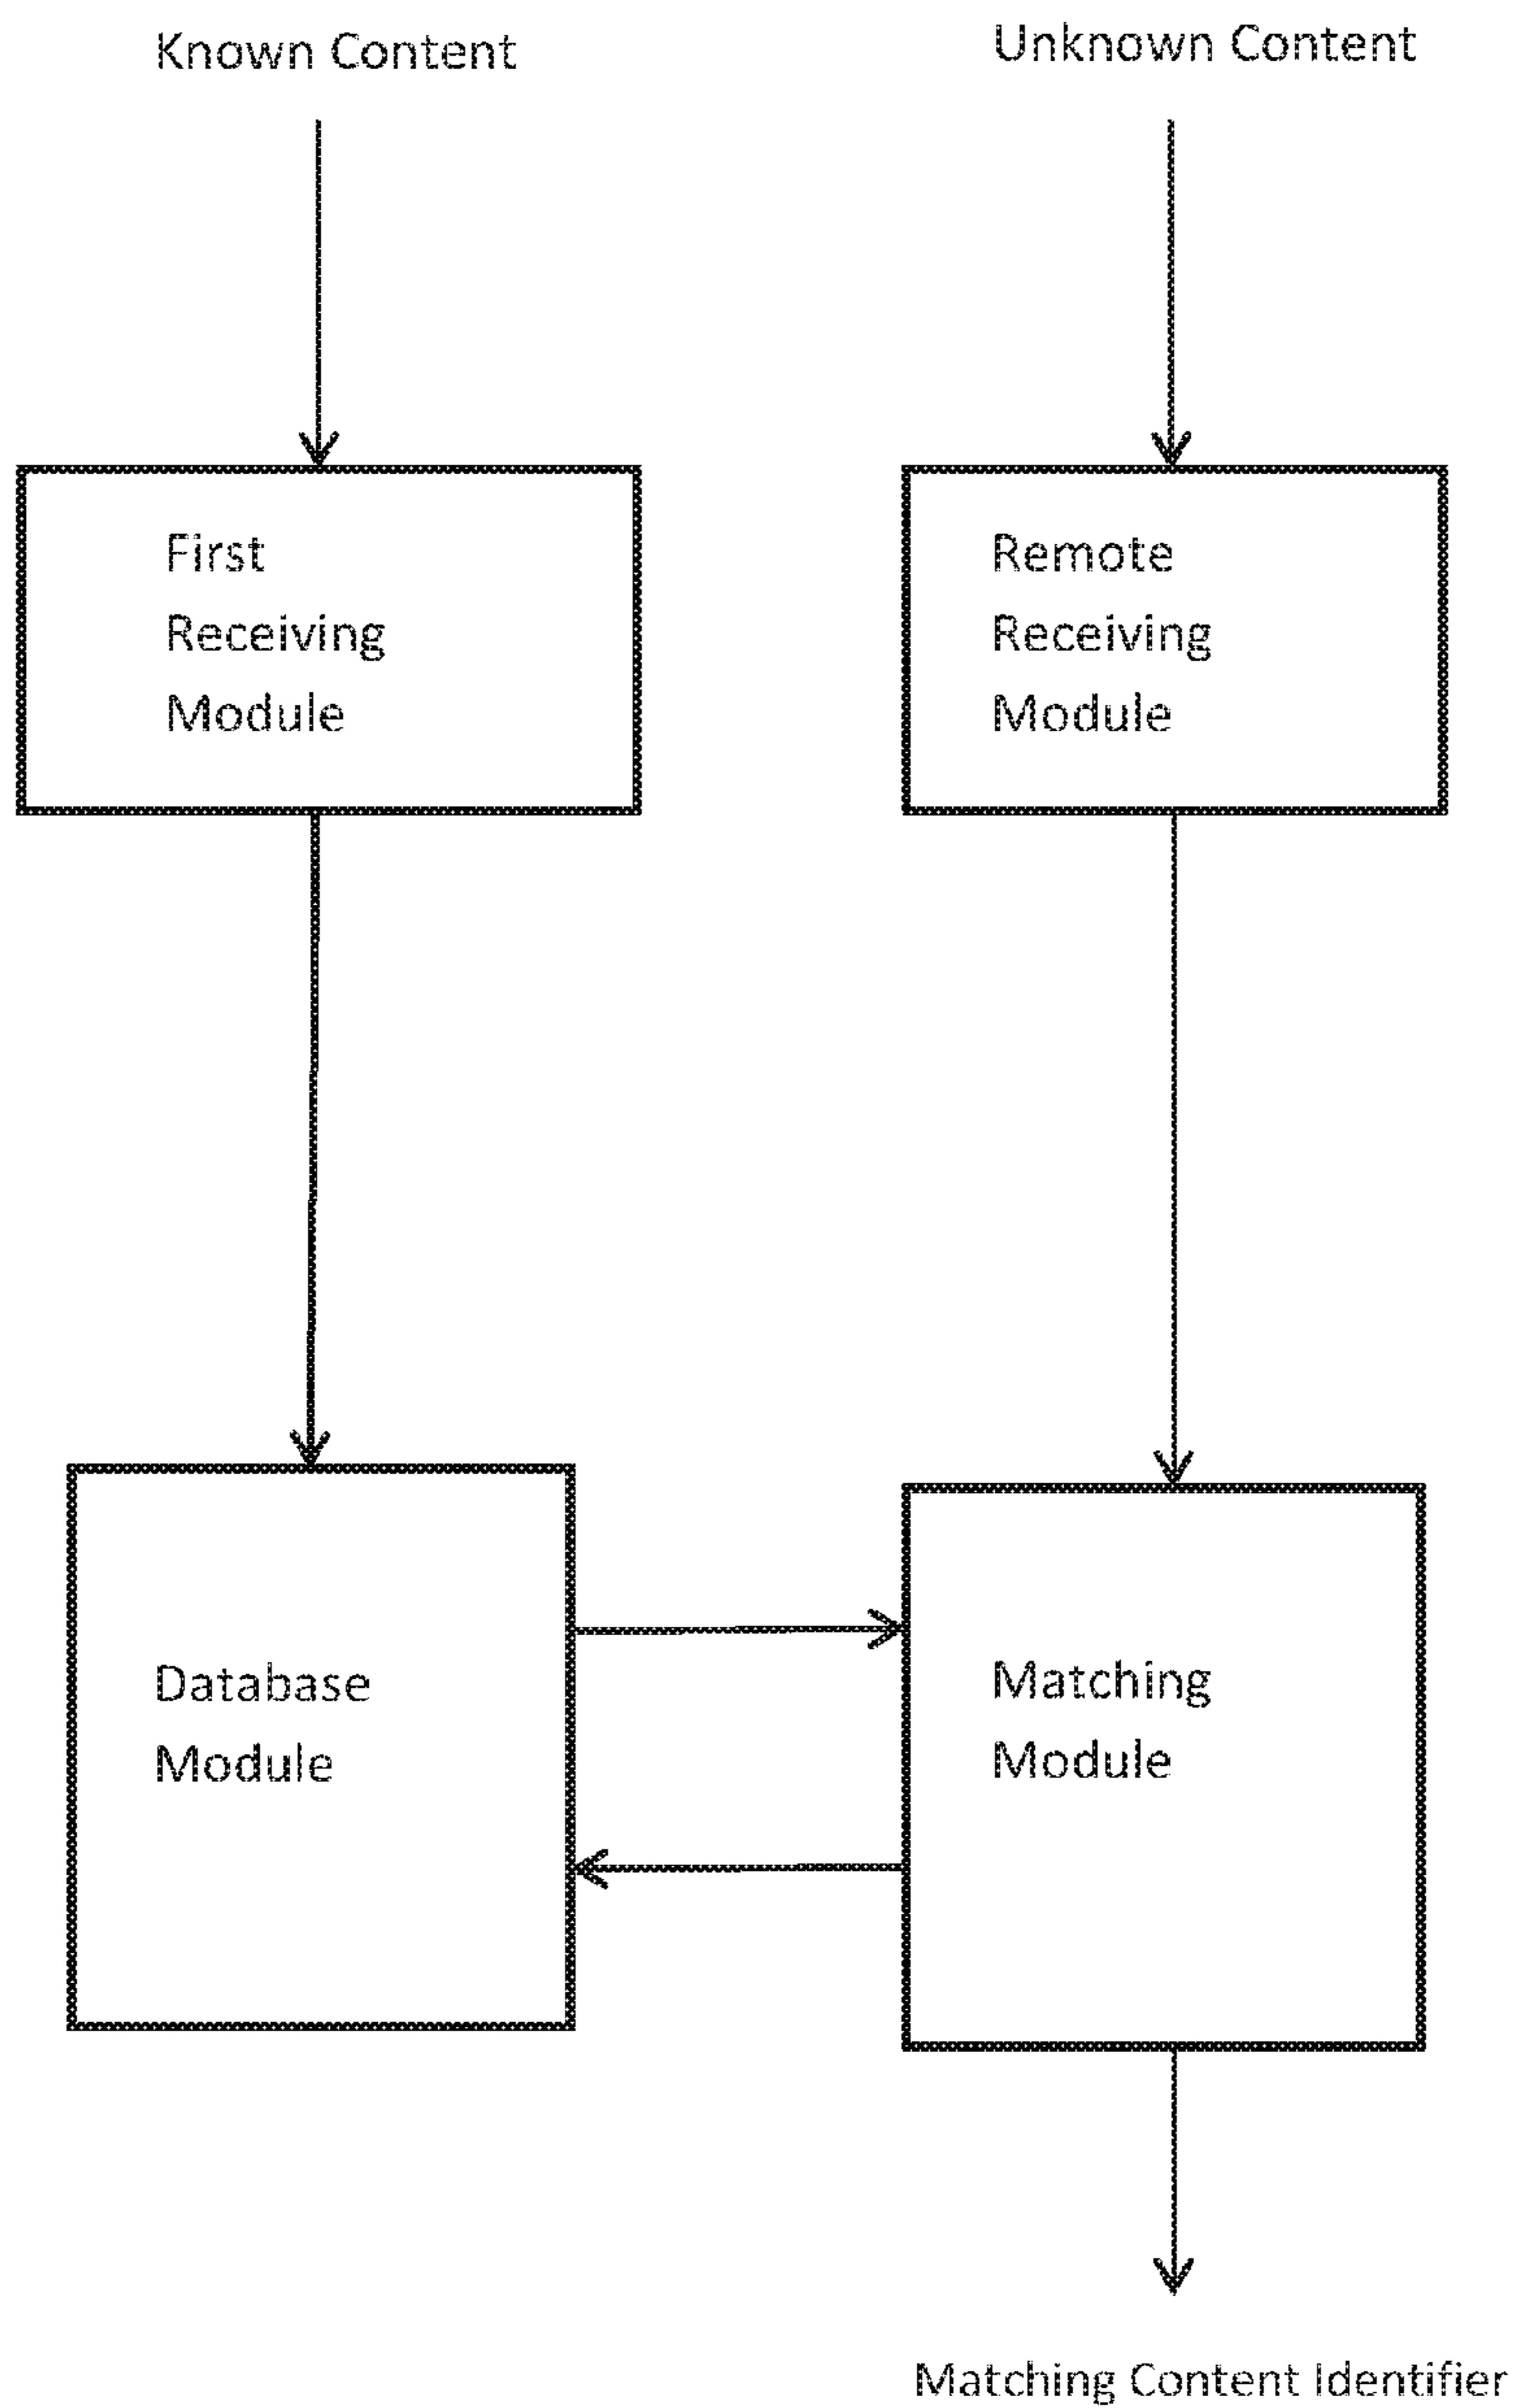 Known Content
Unknown Content
First
Receiving
Module
Remote
Receiving
Module
Database
Module
Matching
Module
Matching Content Identifier